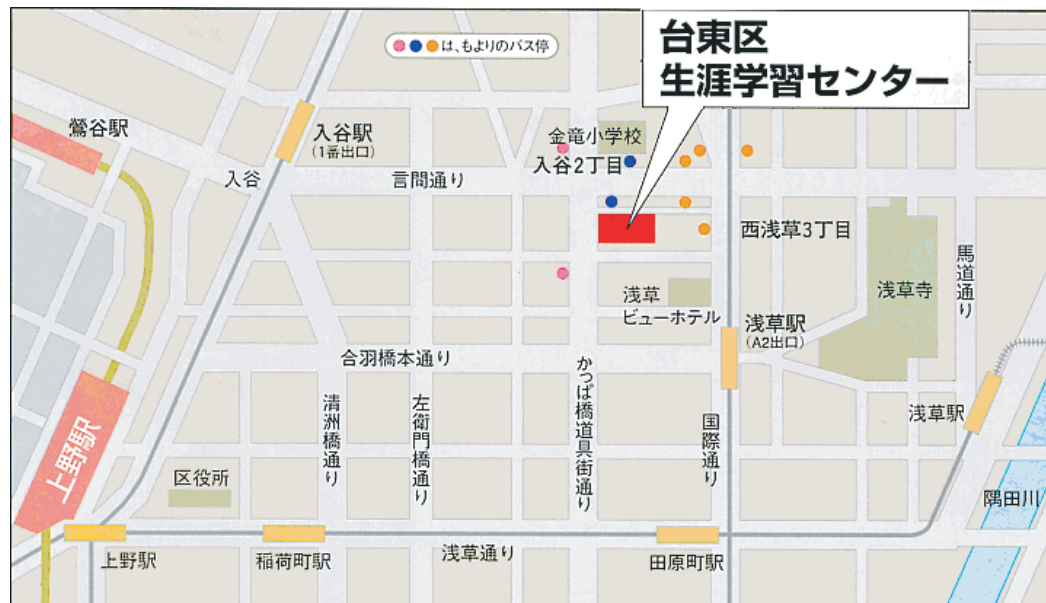 台東区
生涯学習センター
は、もよりのバス停
鶯谷駅
入谷駅
(1番出口)
金竜小学校
入谷2丁目
入谷
言問通り
西浅草3丁目
馬道通り
浅草寺
浅草
ビューホテル
浅草駅
(A2出口)
合羽橋本通り
かっぱ橋道具街通り
清洲橋通り
左衛門橋通り
国際通り
浅草駅
上野駅
区役所
隅田川
上野駅
稲荷町駅
浅草通り
田原町駅